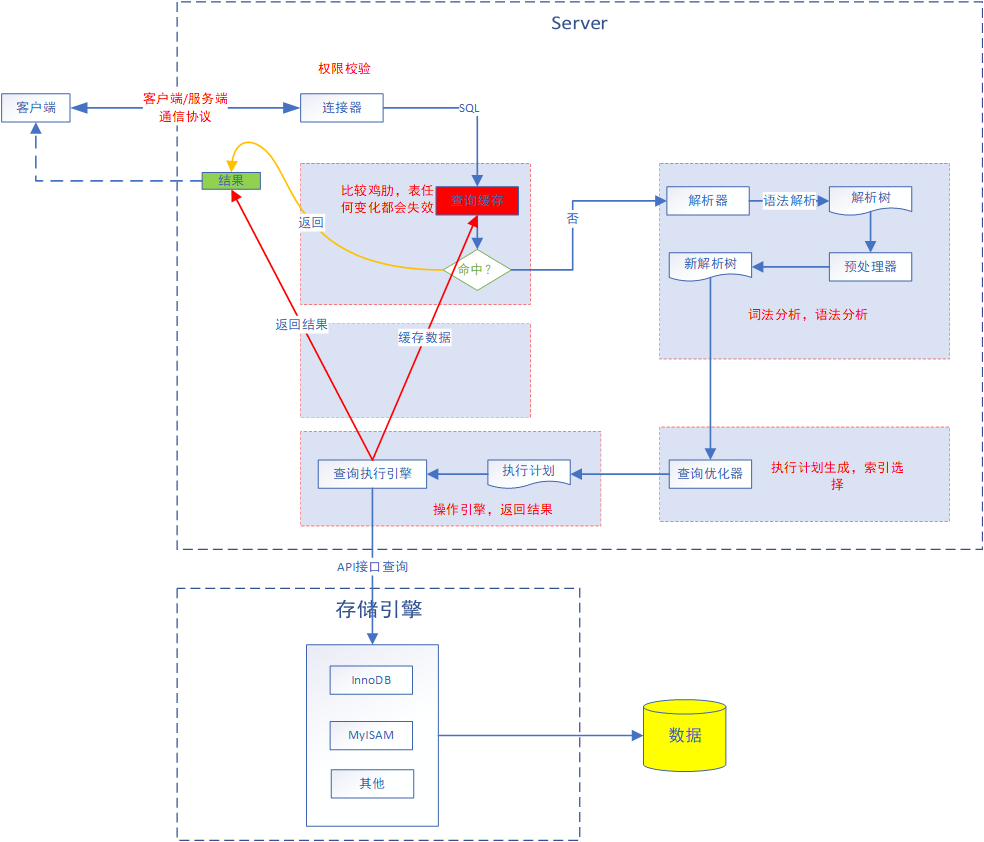 Server
权限校验
客户端
客户端/服务端
通信协议
连接器
SQL
结果
比较鸡肋，表任
何变化都会失效
查询缓存
返回
命中？
否
解析器
语法解析
解析树
新解析树
预处理器
词法分析，语法分析
返回结果
缓存数据
查询执行引擎
执行计划
操作引擎，返回结果
查询优化器
执行计划生成，索引选
择
API接口查询
存储引擎
InnoDB
MyISAM
其他
数据